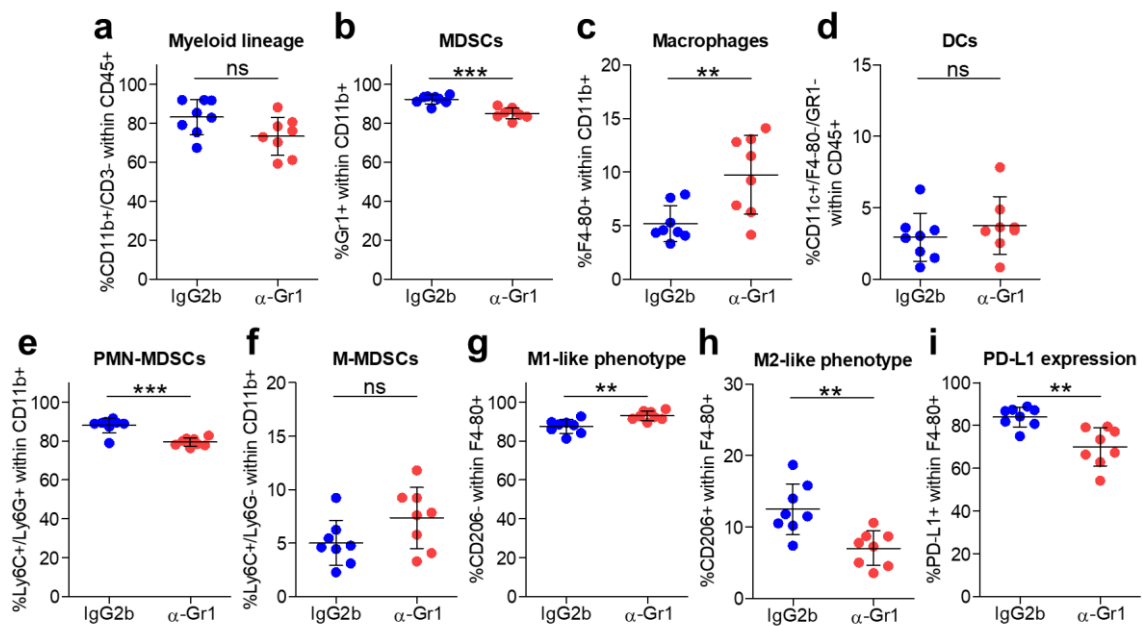 a Myeloid lineage
%CD11b+/CD3- within CD45+
ns
100
80
60
40
20
0
IgG2b α-Gr1
b MDSCs
%Gr1+ within CD11b+
***
100
80
60
40
20
0
IgG2b α-Gr1
c Macrophages
%F4-80+ within CD11b+
**
20
15
10
5
0
IgG2b α-Gr1
d DCs
%CD11c+/F4-80-/GR1-
within CD45+
ns
15
10
5
0
IgG2b α-Gr1
e PMN-MDSCs
%Ly6C+/Ly6G+ within CD11b+
***
100
80
60
40
20
0
IgG2b α-Gr1
f M-MDSCs
%Ly6C+/Ly6G- within CD11b+
ns
20
15
10
5
0
IgG2b α-Gr1
g M1-like phenotype
%CD206- within F4-80+
**
100
80
60
40
20
0
IgG2b α-Gr1
h M2-like phenotype
%CD206+ within F4-80+
**
30
20
10
0
IgG2b α-Gr1
i PD-L1 expression
%PD-L1+ within F4-80+
**
100
80
60
40
20
0
IgG2b α-Gr1